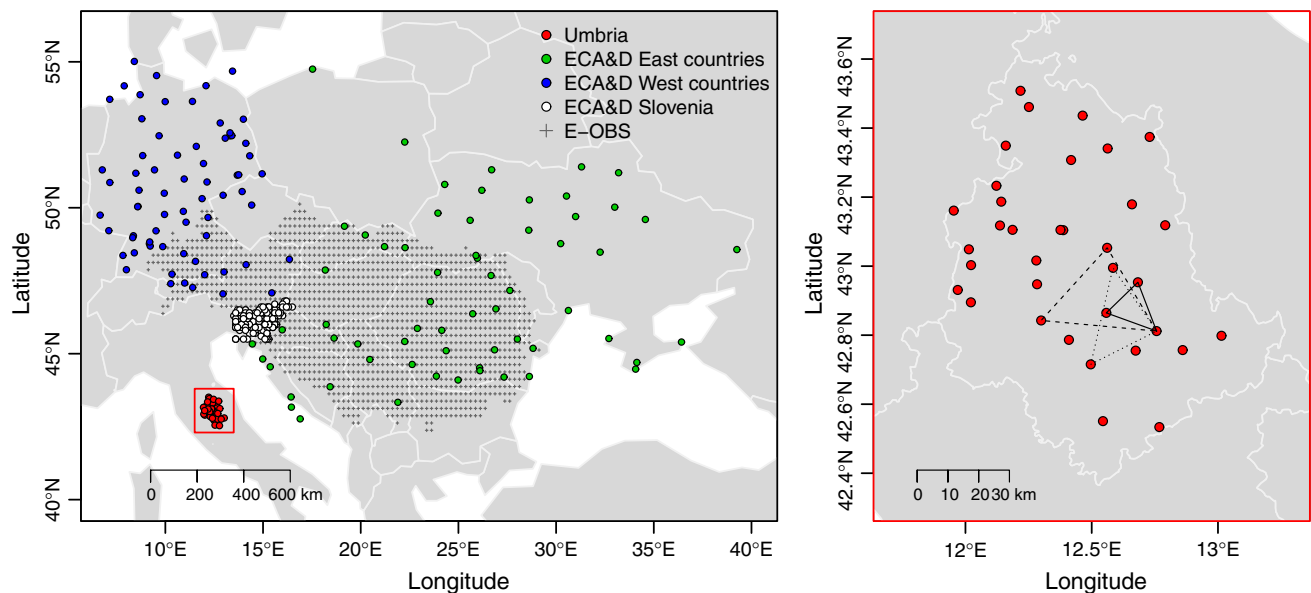 Umbria
ECA&D East countries
ECA&D West countries
ECA&D Slovenia
E−OBS
55°N
50°N
45°N
40°N
Latitude
0 200 400 600 km
10°E 15°E 20°E 25°E 30°E 35°E 40°E
Longitude
43.6°N
43.4°N
43.2°N
43°N
42.8°N
42.6°N
42.4°N
Latitude
0 10 20 30 km
12°E 12.5°E 13°E
Longitude